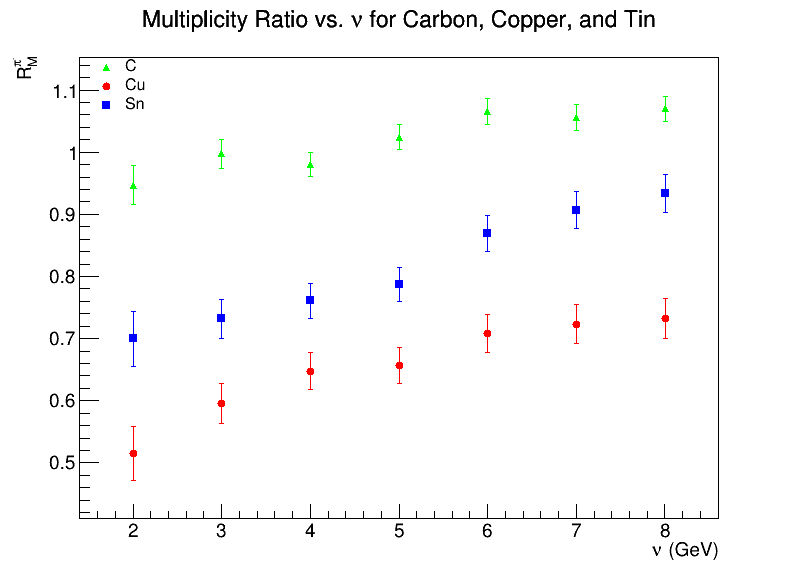 Multiplicity Ratio vs. ν for Carbon, Copper, and Tin
R_M^π
C
Cu
Sn
1.1
1
0.9
0.8
0.7
0.6
0.5
2 3 4 5 6 7 8
ν (GeV)